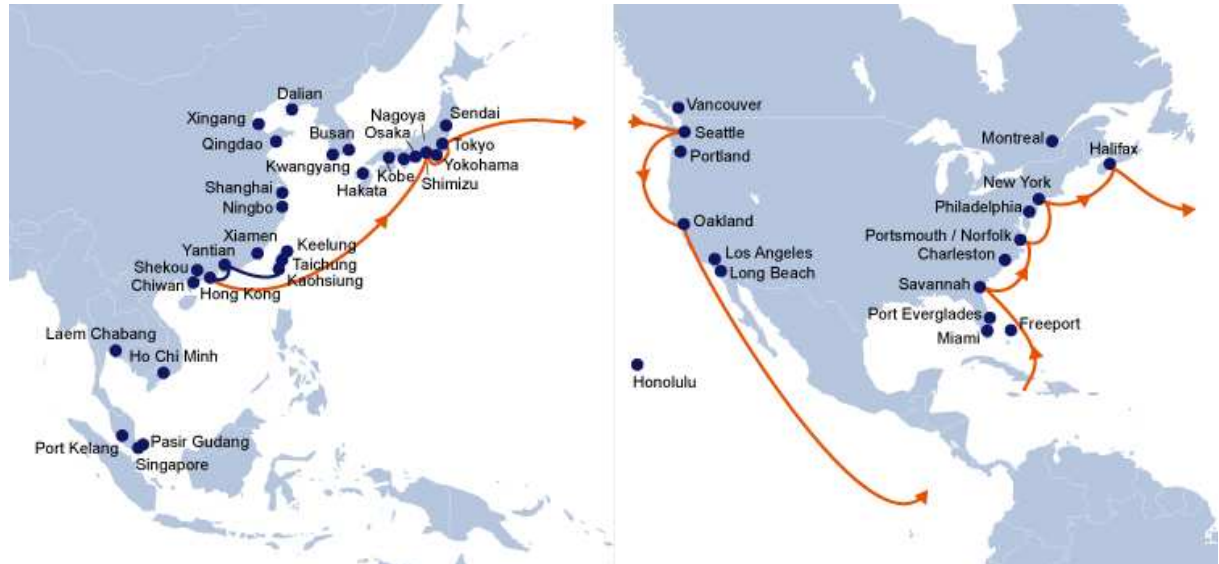 Dalian
Xingang
Qingdao
Busan
Kwangyang
Nagoya
Osaka
Sendai
Tokyo
Yokohama
Shimizu
Kobe
Hakata
Shanghai
Ningbo
Xiamen
Yantian
Keelung
Taichung
Kaohsiung
Shekou
Chiwan
Hong Kong
Laem Chabang
Ho Chi Minh
Port Kelang
Pasir Gudang
Singapore
Vancouver
Seattle
Portland
Oakland
Los Angeles
Long Beach
Honolulu
Montreal
Halifax
New York
Philadelphia
Portsmouth / Norfolk
Charleston
Savannah
Port Everglades
Miami
Freeport